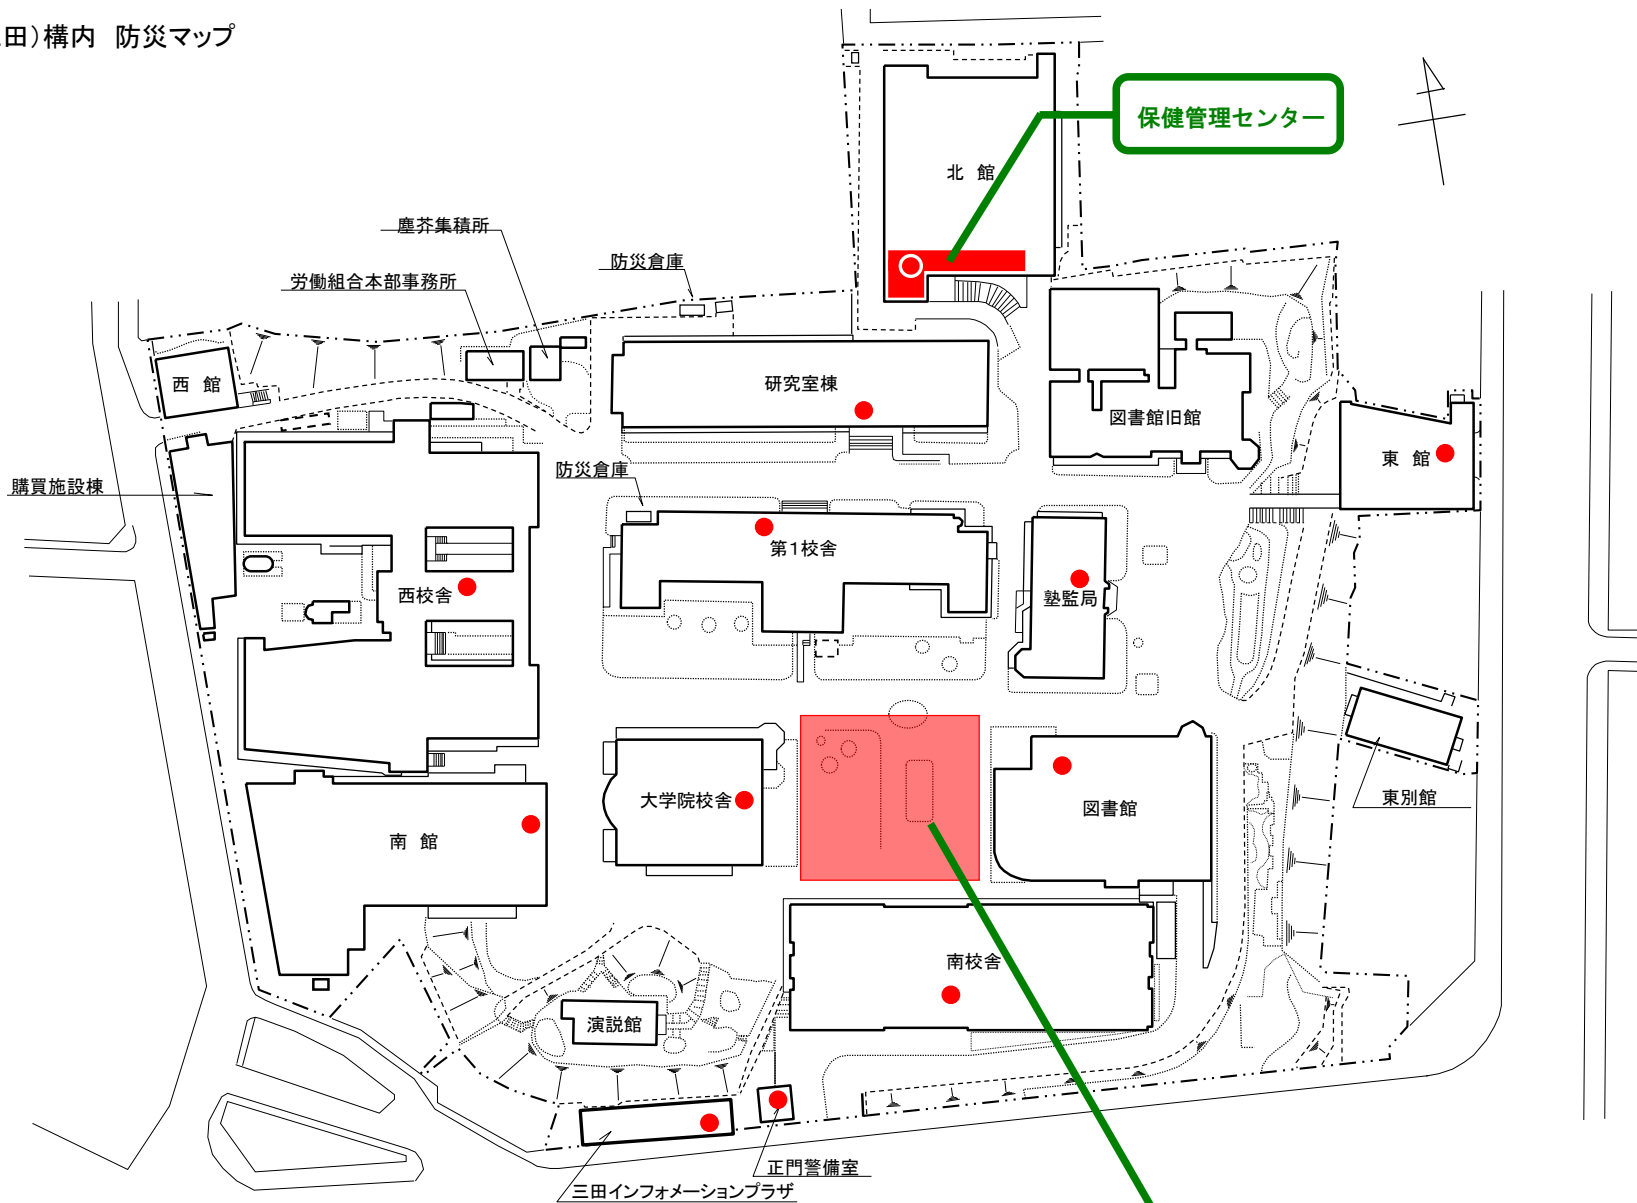 田）構内 防災マップ
保健管理センター
北 館
塵芥集積所
防災倉庫
労働組合本部事務所
西 館
研究室棟
図書館旧館
東 館
防災倉庫
購買施設棟
第1校舎
西校舎
塾監局
大学院校舎
図書館
東別館
南 館
南校舎
演説館
正門警備室
三田インフォメーションプラザ